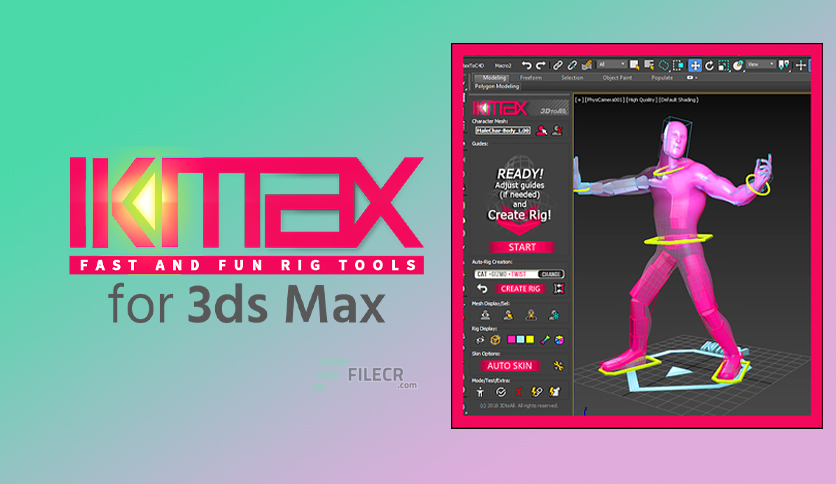 IKMAX
FAST AND FUN RIG TOOLS
for 3ds Max
FILECR
.com
Macro2
All
View
Modeling
Freeform
Selection
Object Paint
Populate
Polygon Modeling
IKMAX
3DtoAll
Character Mesh:
MaleChar-Body_1.00
Guides:
READY!
Adjust guides
(if needed)
and
Create Rig!
START
Auto-Rig Creation:
CAT -GIZMO +TWIST
CHANGE
CREATE RIG
Mesh Display/Sel:
Rig Display:
Skin Options:
AUTO SKIN
Mode/Test/Extra:
(c) 2018 3DtoAll. All rights reserved.
[+] [PhysCamera001] [High Quality] [Default Shading]